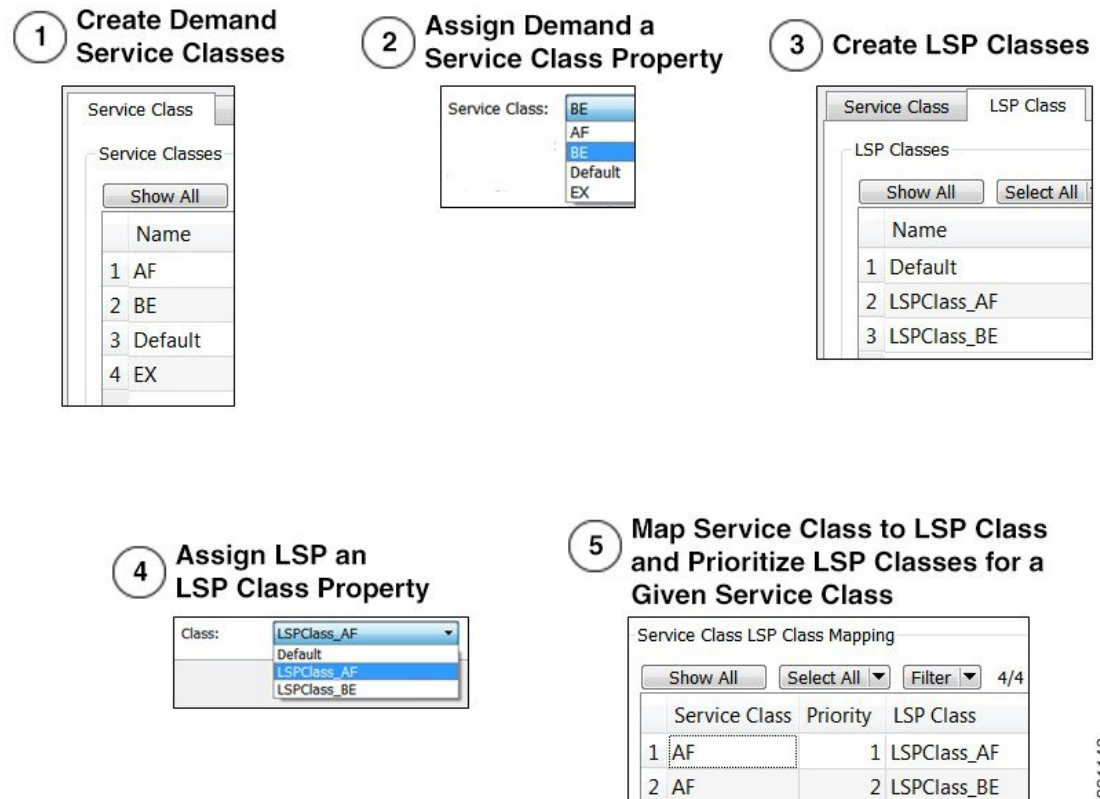 1 Create Demand
Service Classes
Service Class
Service Classes
Show All
Name
1 AF
2 BE
3 Default
4 EX
2 Assign Demand a
Service Class Property
Service Class: BE
AF
BE
Default
EX
3 Create LSP Classes
Service Class LSP Class
LSP Classes
Show All Select All
Name
1 Default
2 LSPClass_AF
3 LSPClass_BE
4 Assign LSP an
LSP Class Property
Class: LSPClass_AF
Default
LSPClass_AF
LSPClass_BE
5 Map Service Class to LSP Class
and Prioritize LSP Classes for a
Given Service Class
Service Class LSP Class Mapping
Show All Select All Filter 4/4
Service Class Priority LSP Class
1 AF 1 LSPClass_AF
2 AF 2 LSPClass_BE